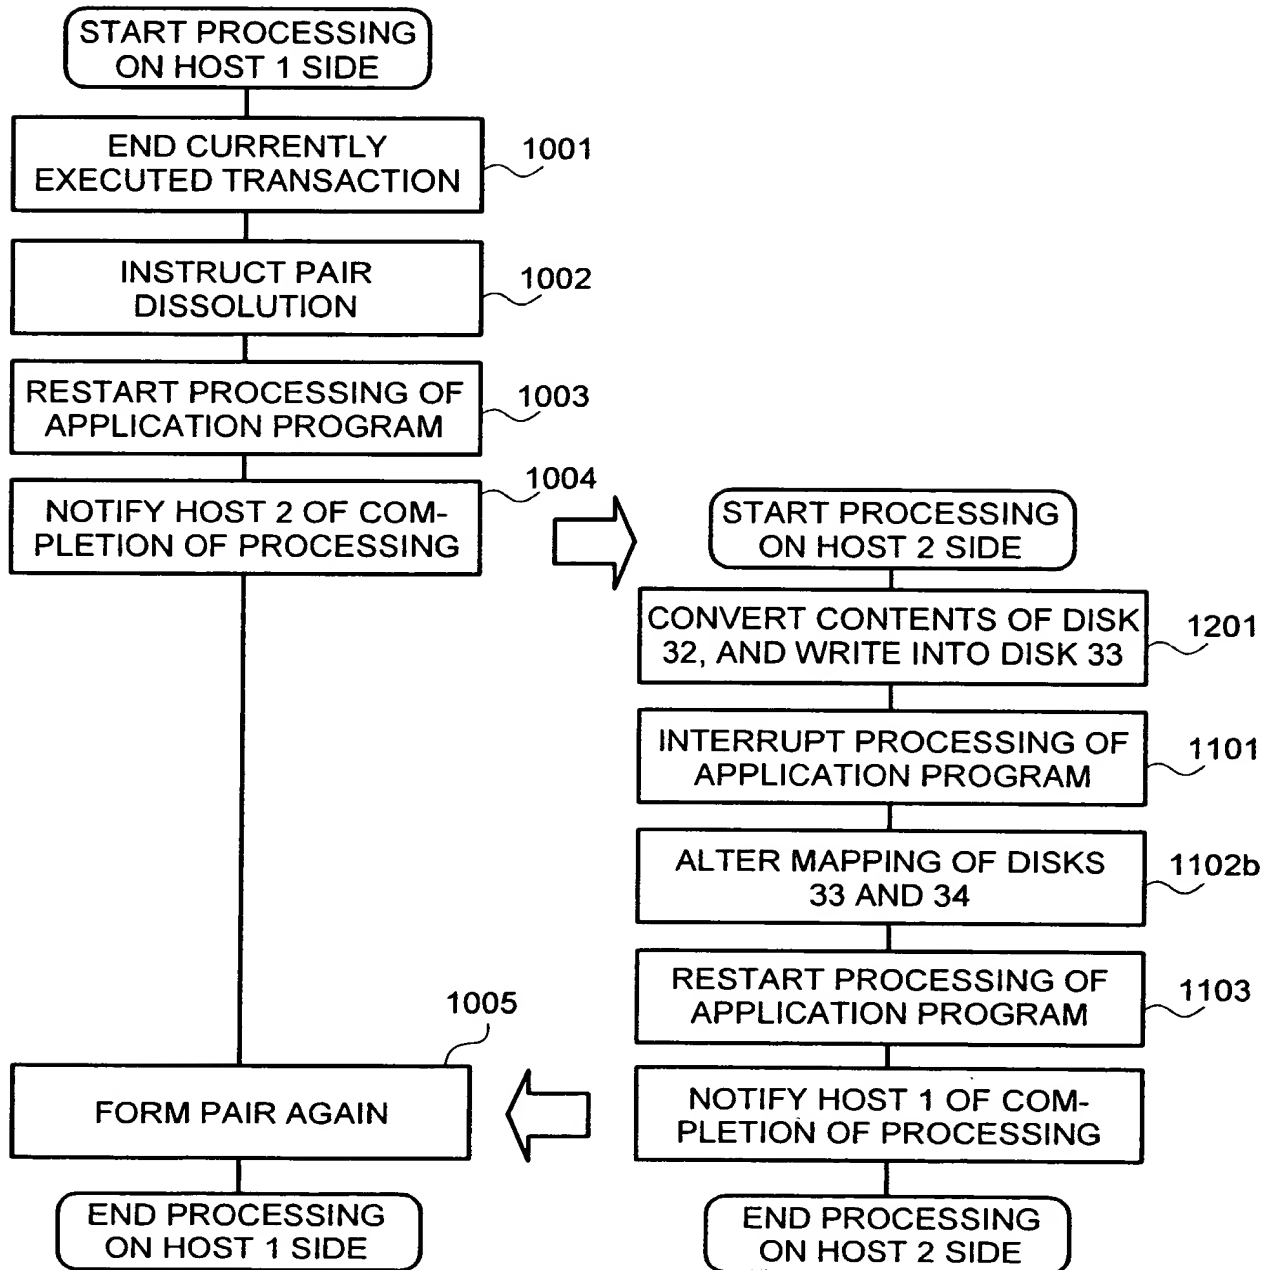 START PROCESSING
ON HOST 1 SIDE
END CURRENTLY
EXECUTED TRANSACTION
1001
INSTRUCT PAIR
DISSOLUTION
1002
RESTART PROCESSING OF
APPLICATION PROGRAM
1003
NOTIFY HOST 2 OF COM-
PLETION OF PROCESSING
1004
START PROCESSING
ON HOST 2 SIDE
CONVERT CONTENTS OF DISK
32, AND WRITE INTO DISK 33
1201
INTERRUPT PROCESSING OF
APPLICATION PROGRAM
1101
ALTER MAPPING OF DISKS
33 AND 34
1102b
RESTART PROCESSING OF
APPLICATION PROGRAM
1103
NOTIFY HOST 1 OF COM-
PLETION OF PROCESSING
1005
FORM PAIR AGAIN
END PROCESSING
ON HOST 1 SIDE
END PROCESSING
ON HOST 2 SIDE